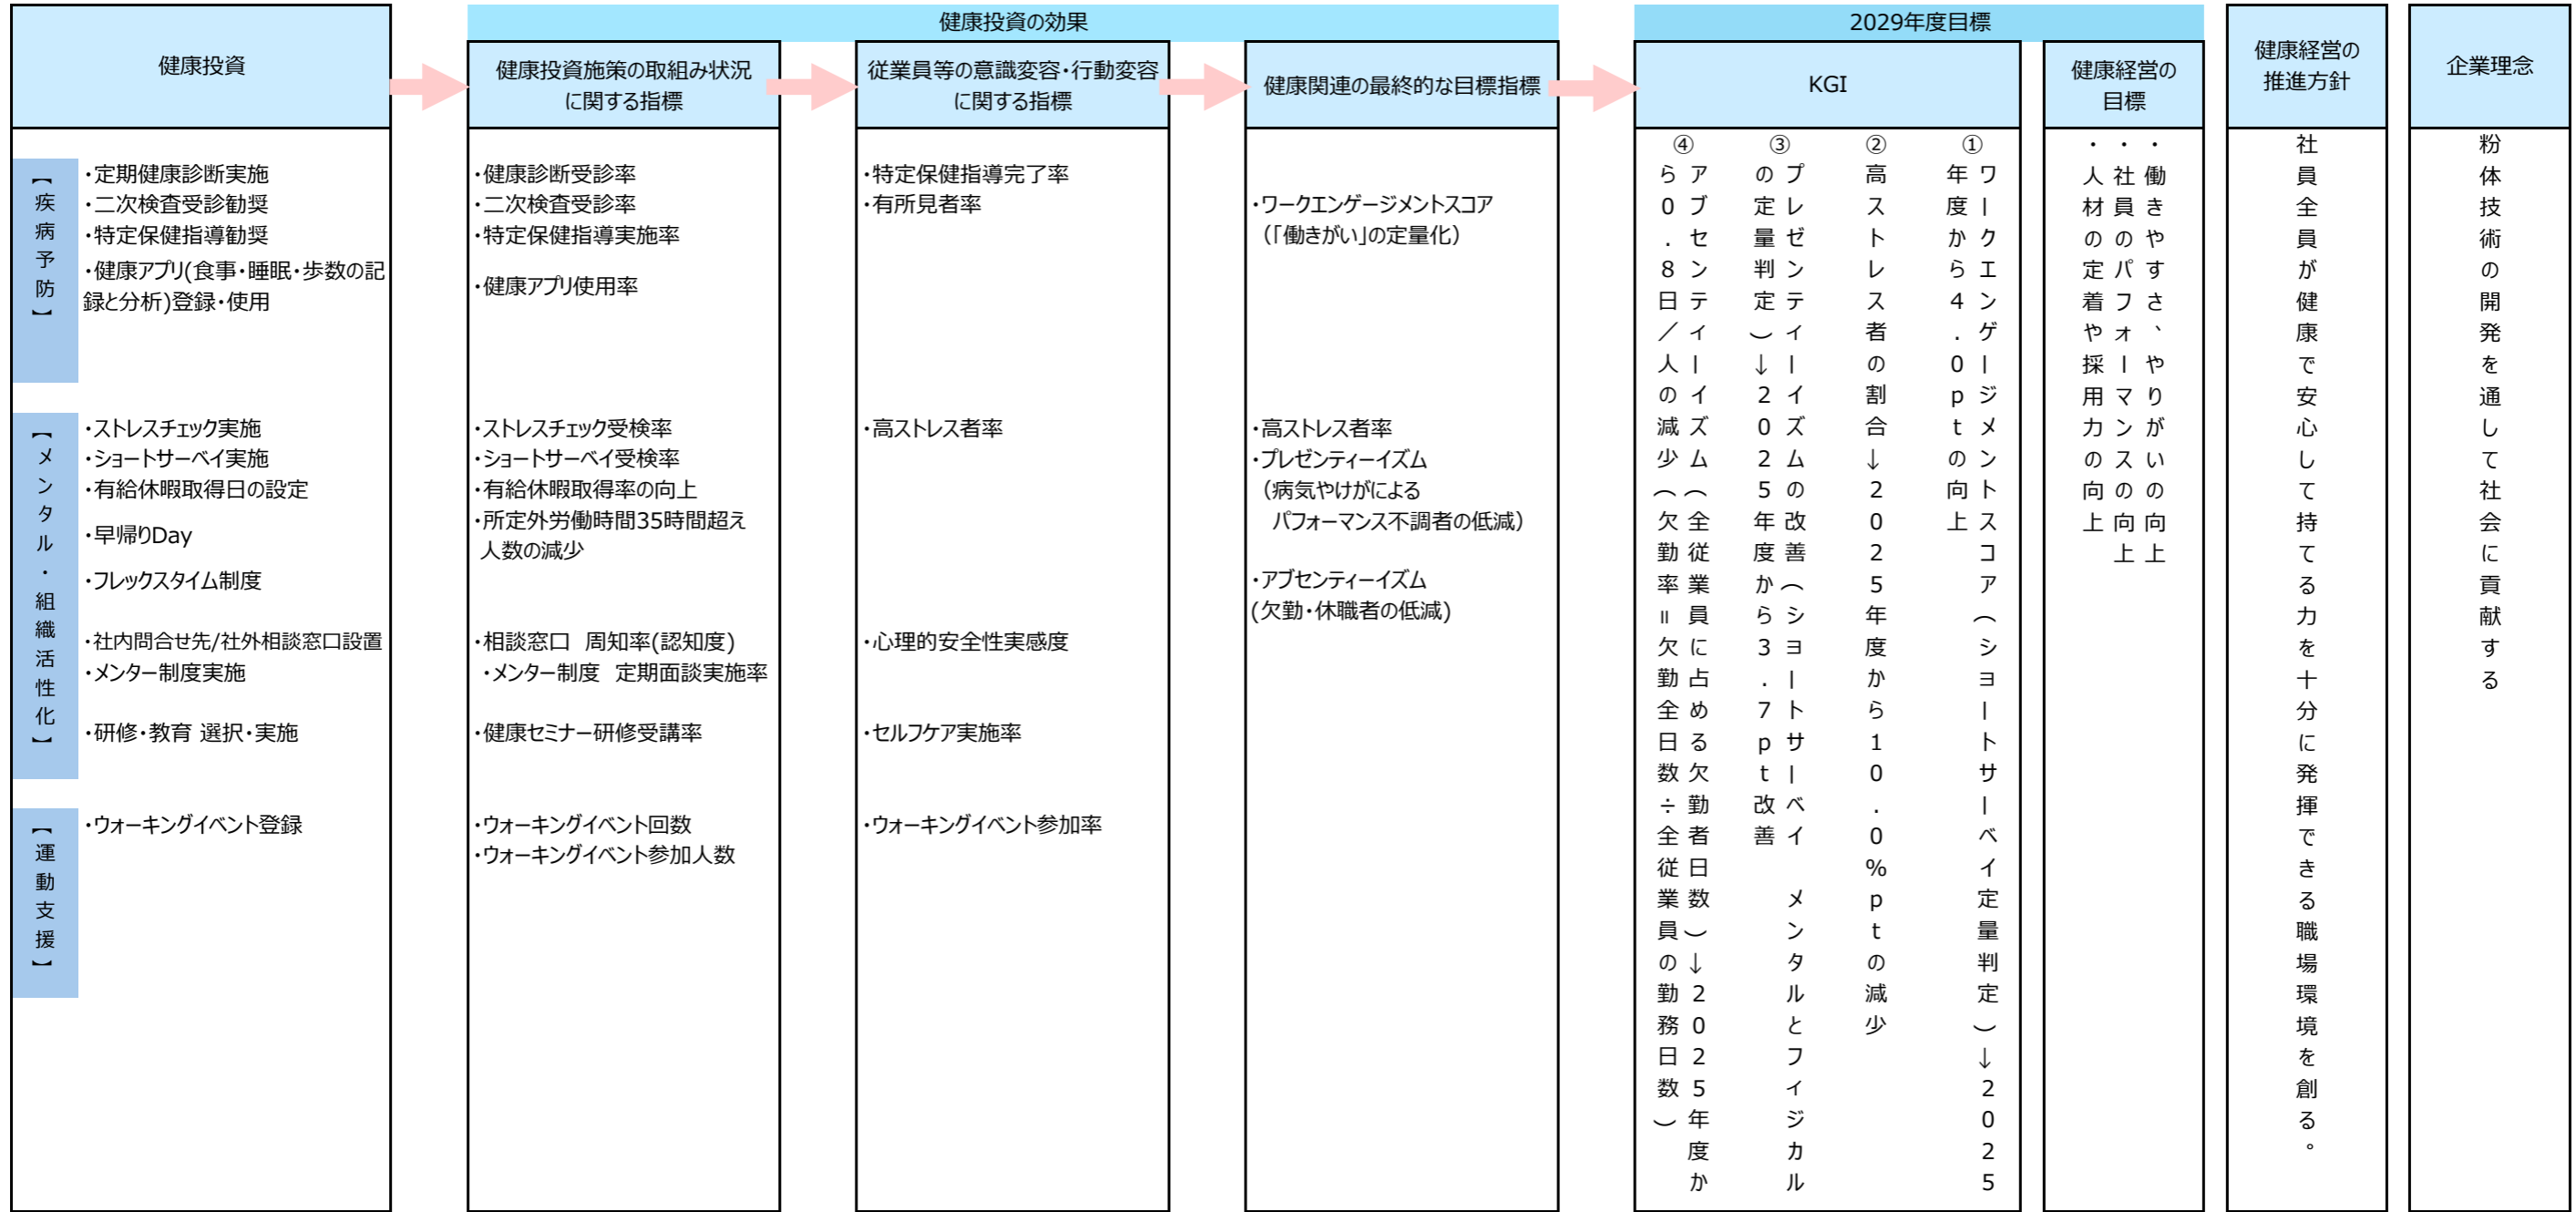 健康投資
健康投資の効果
健康投資施策の取組み状況
に関する指標
従業員等の意識変容・行動変容
に関する指標
健康関連の最終的な目標指標
2029年度目標
KGI
健康経営の
目標
健康経営の
推進方針
企業理念
【疾病予防】
・定期健康診断実施
・二次検査受診勧奨
・特定保健指導勧奨
・健康アプリ(食事・睡眠・歩数の記
録と分析)登録・使用
【メンタル・組織活性化】
・ストレスチェック実施
・ショートサーベイ実施
・有給休暇取得日の設定
・早帰りDay
・フレックスタイム制度
・社内問合せ先/社外相談窓口設置
・メンター制度実施
・研修・教育 選択・実施
【運動支援】
・ウォーキングイベント登録
・健康診断受診率
・二次検査受診率
・特定保健指導実施率
・健康アプリ使用率
・ストレスチェック受検率
・ショートサーベイ受検率
・有給休暇取得率の向上
・所定外労働時間35時間超え
人数の減少
・相談窓口　周知率(認知度)
・メンター制度　定期面談実施率
・健康セミナー研修受講率
・ウォーキングイベント回数
・ウォーキングイベント参加人数
・特定保健指導完了率
・有所見者率
・高ストレス者率
・心理的安全性実感度
・セルフケア実施率
・ウォーキングイベント参加率
・ワークエンゲージメントスコア
（「働きがい」の定量化）
・高ストレス者率
・プレゼンティーイズム
（病気やけがによる
パフォーマンス不調者の低減）
・アブセンティーイズム
(欠勤・休職者の低減)
①
ワークエンゲージメントスコア（ショートサーベイ定量判定）→2025
年度から4.0ptの向上
②
高ストレス者の割合→2025年度から10.0%ptの減少
③
プレゼンティイーイズムの改善（ショートサーベイ　メンタルとフィジカル
の定量判定）→2025年度から3.7pt改善
④
アブセンティイーイズム（全従業員に占める欠勤者日数）→2025年度か
ら0.8日/人の減少（欠勤率=欠勤全日数÷全従業員の勤務日数）
・働きやすさ、やりがいの向上
・社員のパフォーマンスの向上
・人材の定着や採用力の向上
社員全員が健康で安心して持てる力を十分に発揮できる職場環境を創る。
粉体技術の開発を通して社会に貢献する